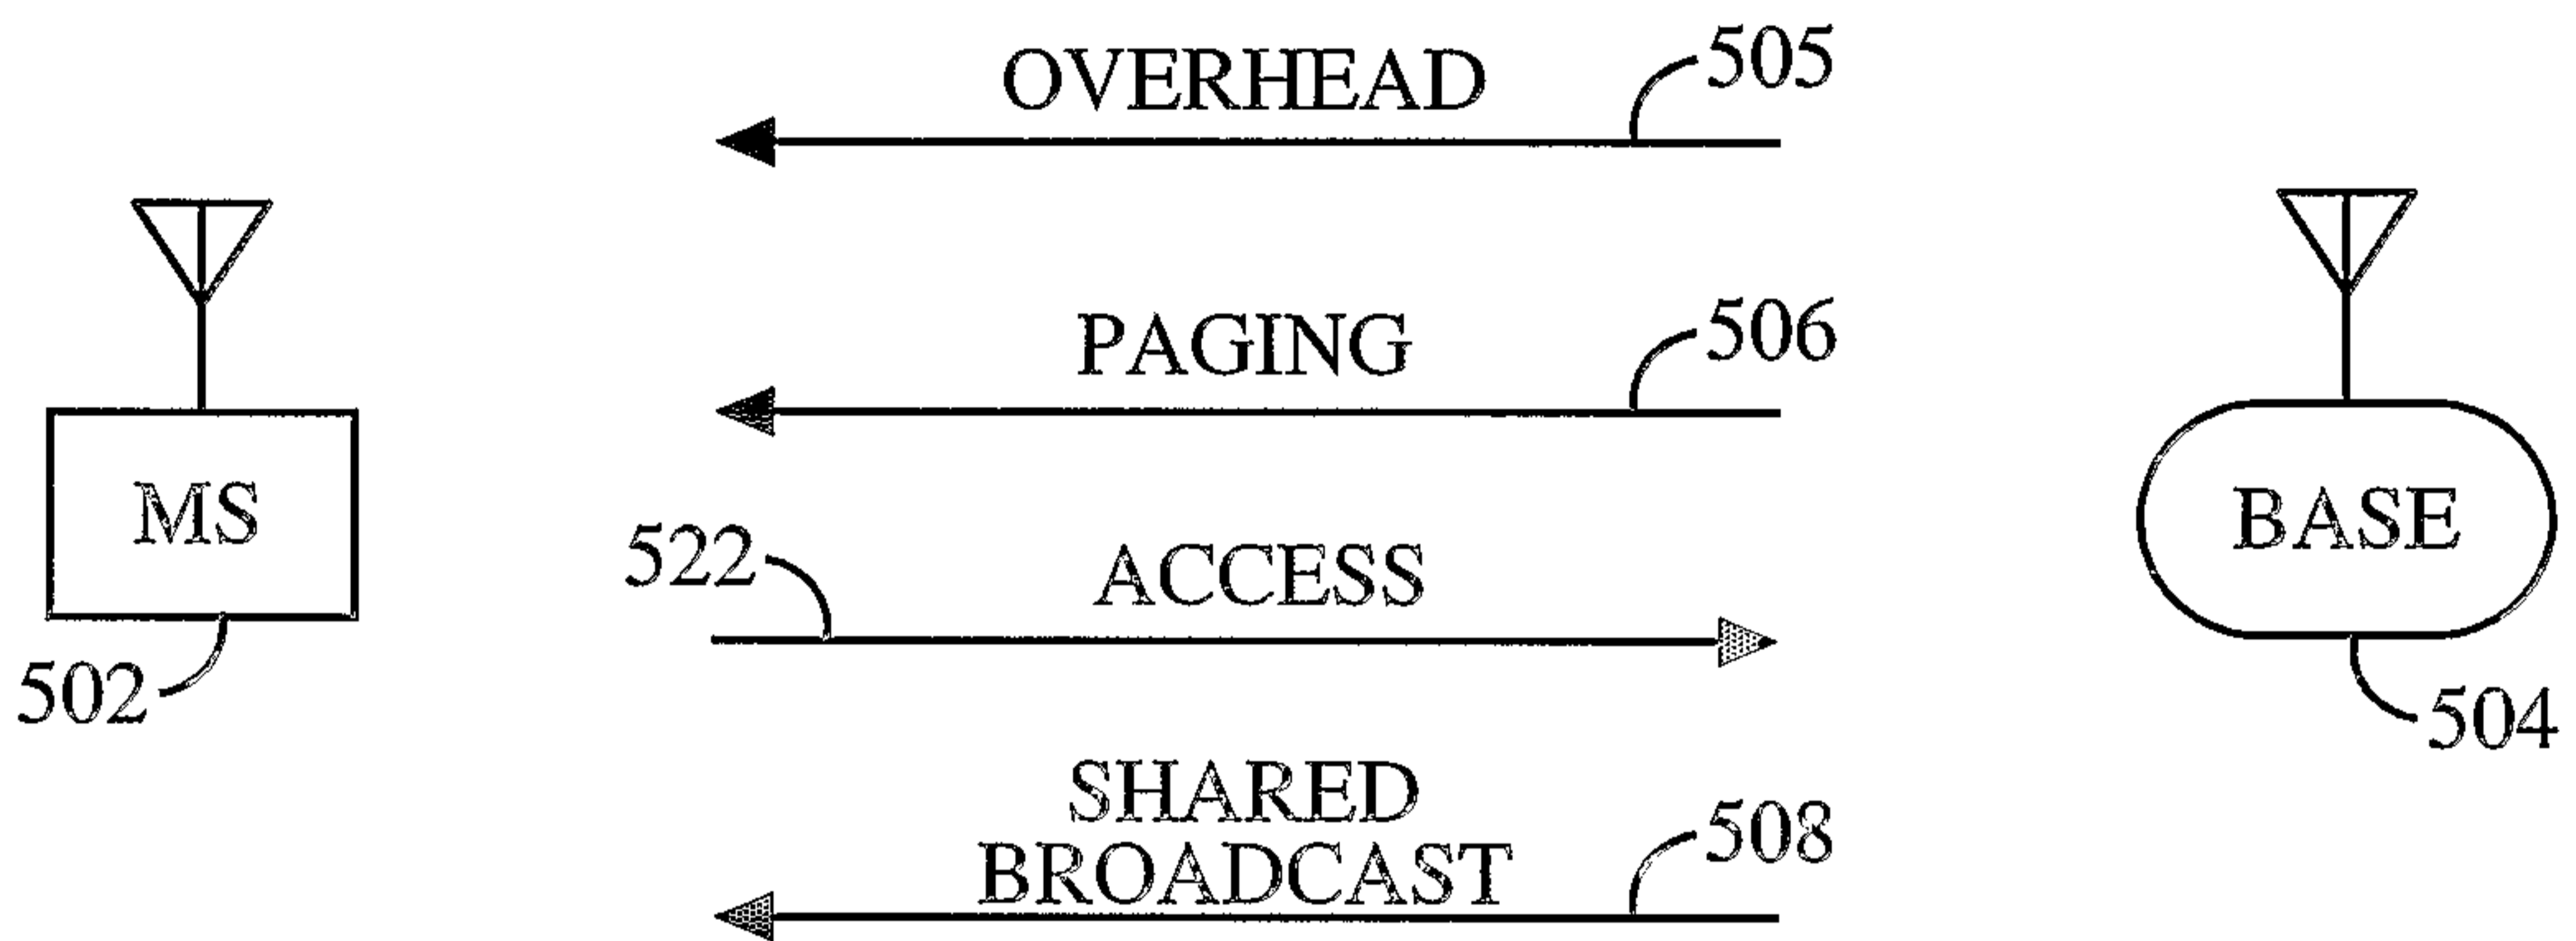 OVERHEAD
505
PAGING
506
MS
BASE
522
ACCESS
502
504
SHARED
BROADCAST
508